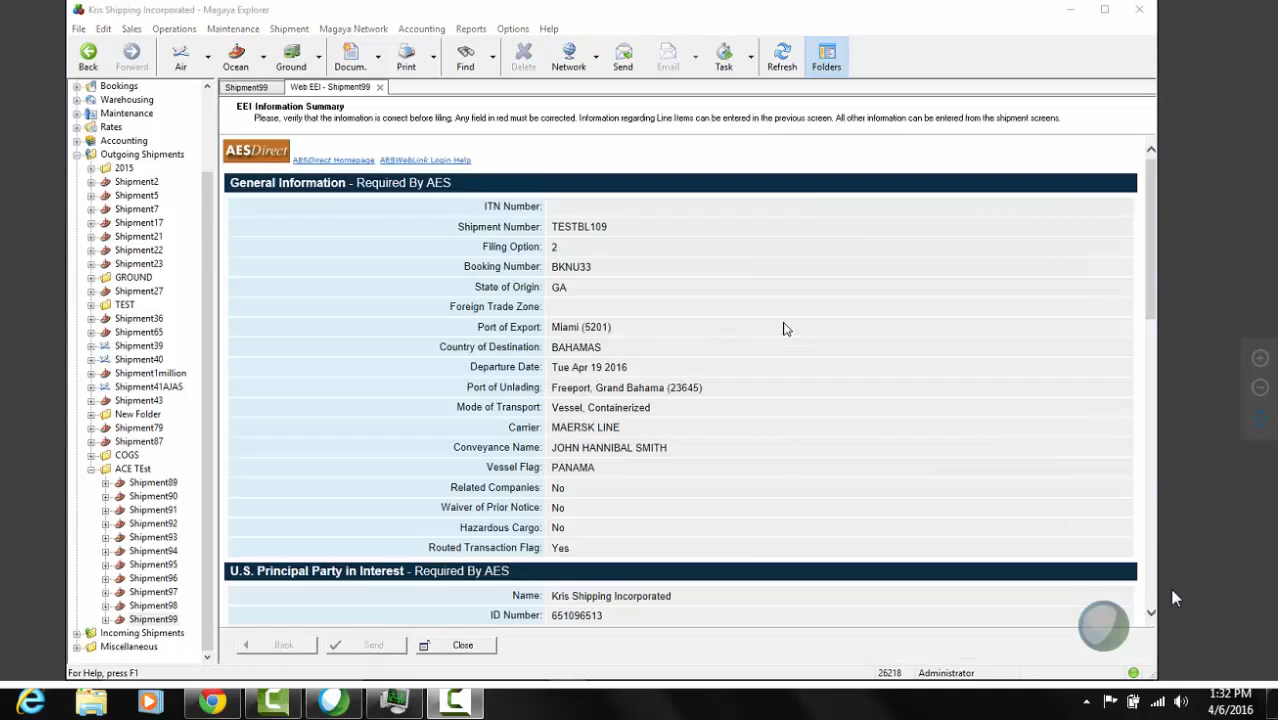 Kris Shipping Incorporated - Magaya Explorer
File Edit Sales Operations Maintenance Shipment Magaya Network Accounting Reports Options Help
Back Forward Air Ocean Ground Docum. Print Find Delete Network Send Email Task Refresh Folders
Bookings
Warehousing
Maintenance
Rates
Accounting
Outgoing Shipments
2015
Shipment2
Shipment5
Shipment7
Shipment17
Shipment21
Shipment22
Shipment23
GROUND
Shipment27
TEST
Shipment36
Shipment65
Shipment39
Shipment40
Shipment1million
Shipment41AJAS
Shipment43
New Folder
Shipment79
Shipment87
COGS
ACE TEst
Shipment89
Shipment90
Shipment91
Shipment92
Shipment93
Shipment94
Shipment95
Shipment96
Shipment97
Shipment98
Shipment99
Incoming Shipments
Miscellaneous
Shipment99 Web EEI - Shipment99
EEI Information Summary
Please, verify that the information is correct before filing. Any field in red must be corrected. Information regarding Line Items can be entered in the previous screen. All other information can be entered from the shipment screens.
AESDirect AESDirect Homepage AESWebLink Login Help
General Information - Required By AES
ITN Number:
Shipment Number: TESTBL109
Filing Option: 2
Booking Number: BKNU33
State of Origin: GA
Foreign Trade Zone:
Port of Export: Miami (5201)
Country of Destination: BAHAMAS
Departure Date: Tue Apr 19 2016
Port of Unlading: Freeport, Grand Bahama (23645)
Mode of Transport: Vessel, Containerized
Carrier: MAERSK LINE
Conveyance Name: JOHN HANNIBAL SMITH
Vessel Flag: PANAMA
Related Companies: No
Waiver of Prior Notice: No
Hazardous Cargo: No
Routed Transaction Flag: Yes
U.S. Principal Party in Interest - Required By AES
Name: Kris Shipping Incorporated
ID Number: 651096513
Back Send Close
For Help, press F1 26218 Administrator
1:32 PM
4/6/2016